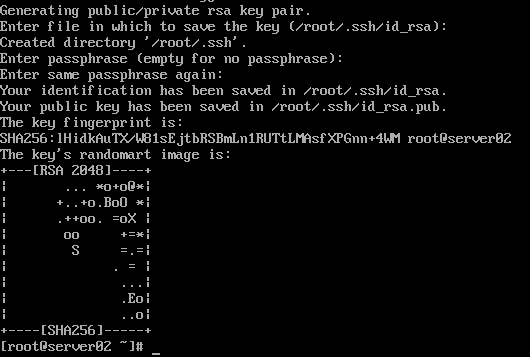 Generating public/private rsa key pair.
Enter file in which to save the key (/root/.ssh/id_rsa):
Created directory '/root/.ssh'.
Enter passphrase (empty for no passphrase):
Enter same passphrase again:
Your identification has been saved in /root/.ssh/id_rsa.
Your public key has been saved in /root/.ssh/id_rsa.pub.
The key fingerprint is:
SHA256:lHidkAuTX/W81sEjtbRSBmLn1RUTtLMAsfXPGnn+4WM root@server02
The key's randomart image is:
+---[RSA 2048]----+
|        ... *o+o@*|
|       +..+o.BoO *|
|       .++oo. =oX |
|        oo      +=*|
|         S      =.=|
|               . = |
|                ...|
|                .Eo|
|                ..o|
+----[SHA256]-----+
[root@server02 ~]# _